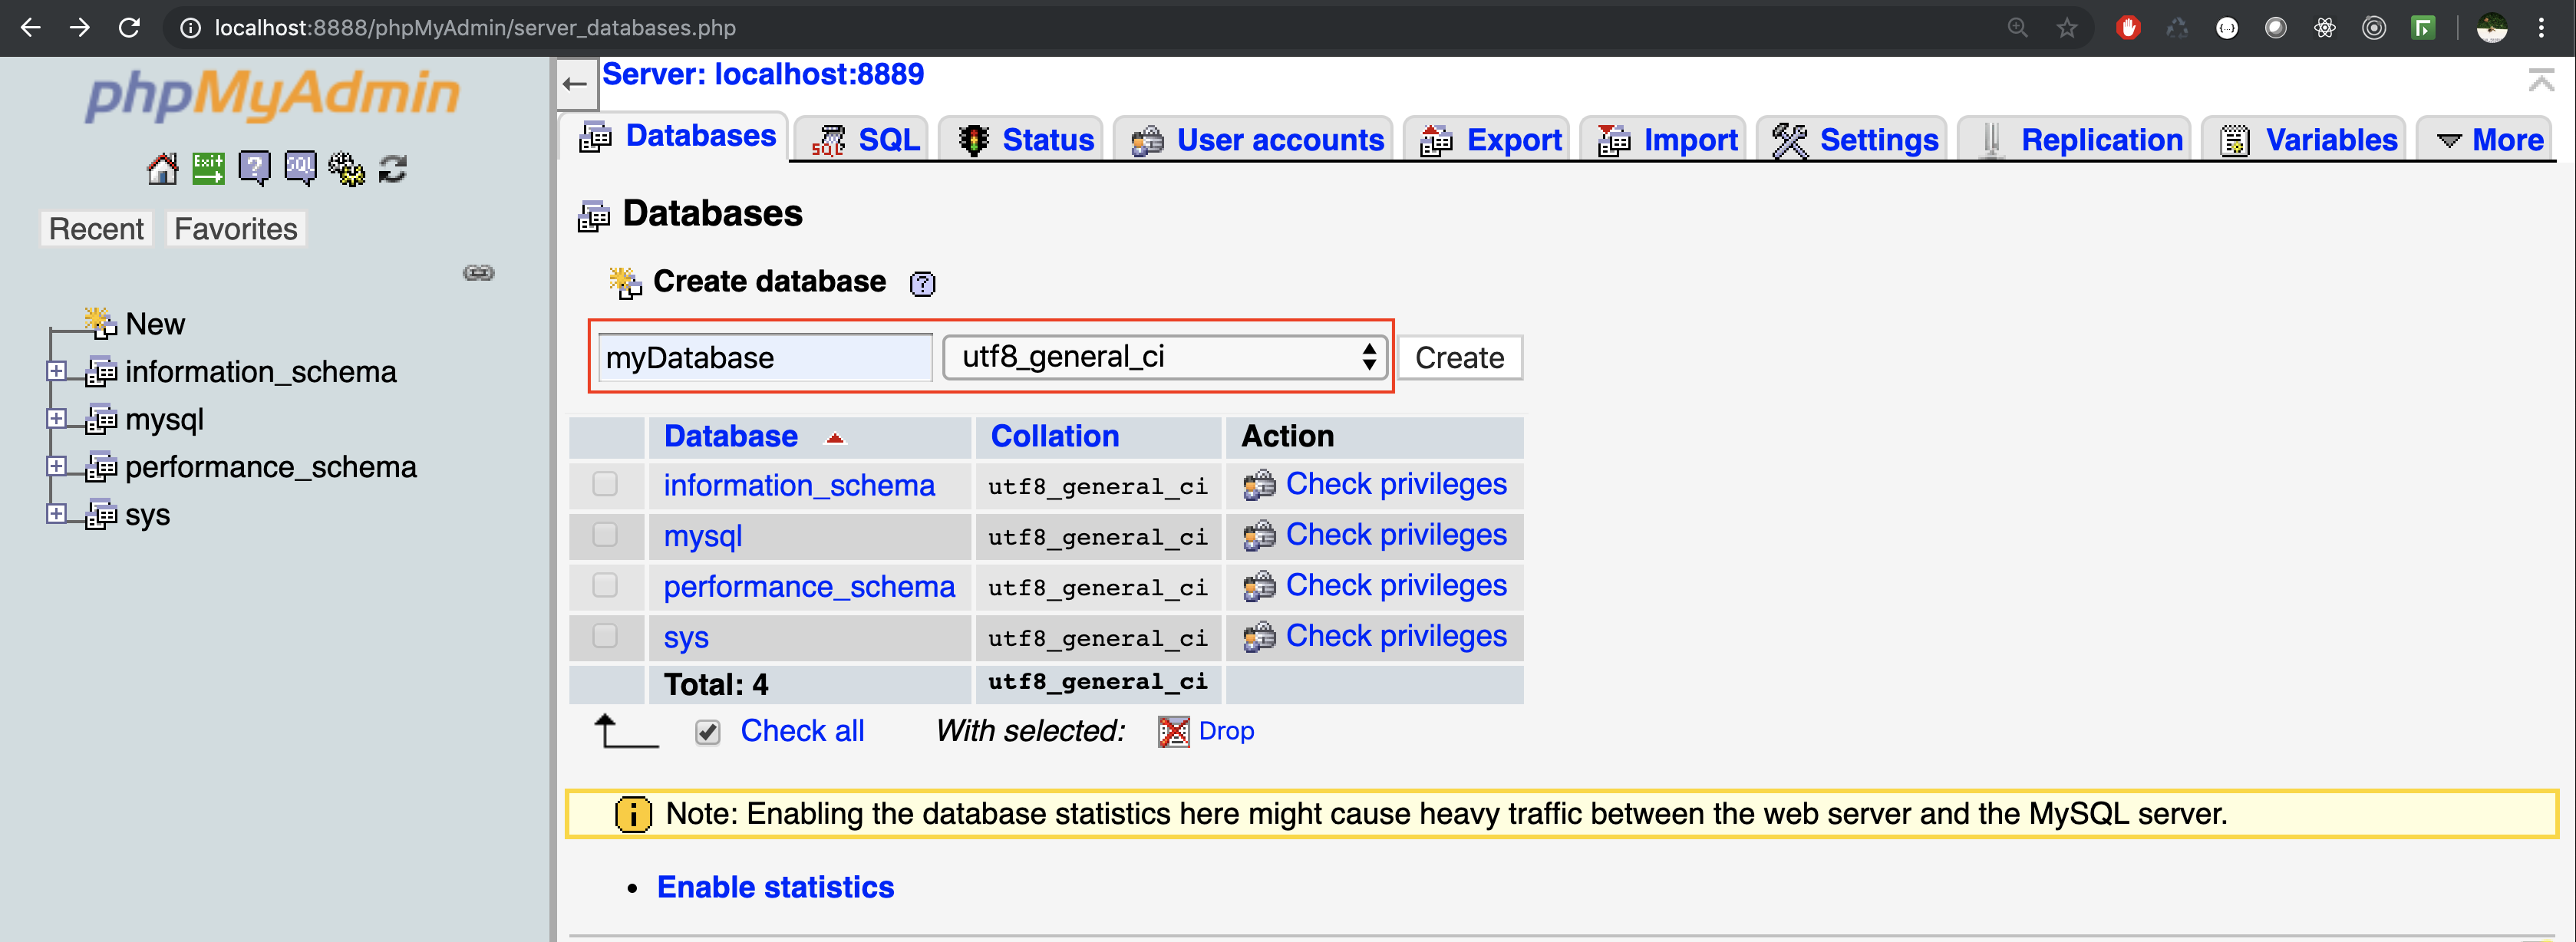 localhost:8888/phpMyAdmin/server_databases.php
phpMyAdmin
Exit
?
SQL
Recent Favorites
New
information_schema
mysql
performance_schema
sys
Server: localhost:8889
Databases SQL Status User accounts Export Import Settings Replication Variables More
Databases
Create database ?
myDatabase utf8_general_ci Create
Database Collation Action
information_schema utf8_general_ci Check privileges
mysql utf8_general_ci Check privileges
performance_schema utf8_general_ci Check privileges
sys utf8_general_ci Check privileges
Total: 4 utf8_general_ci
Check all With selected: Drop
Note: Enabling the database statistics here might cause heavy traffic between the web server and the MySQL server.
• Enable statistics